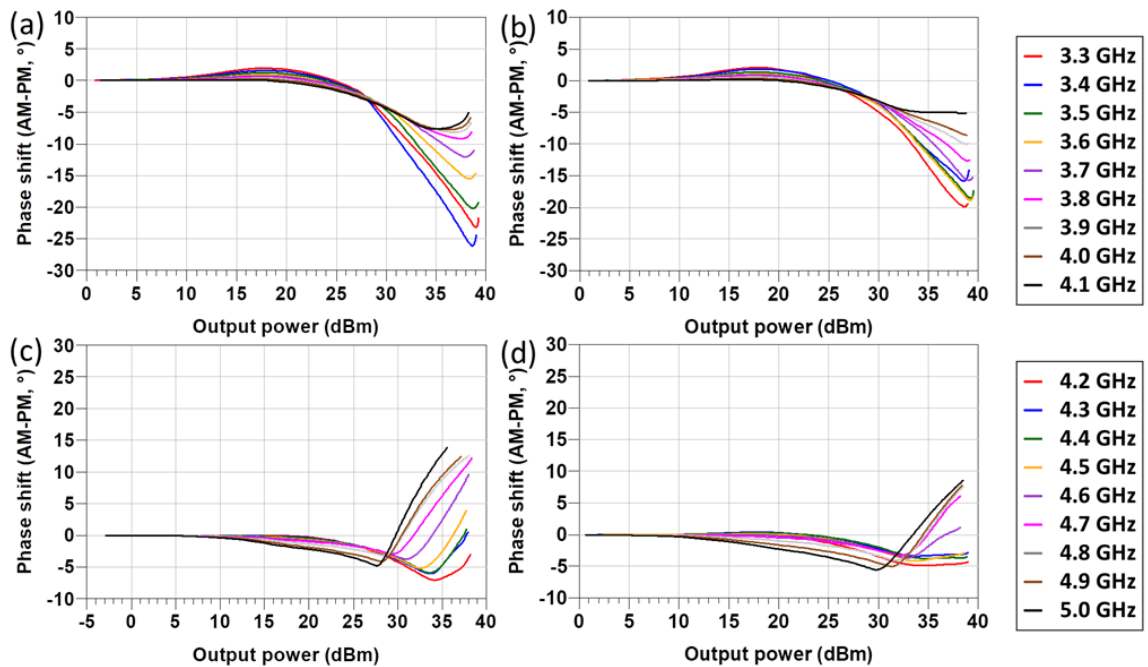 (a)
10
5
0
-5
-10
-15
-20
-25
-30
Phase shift (AM-PM, °)
0 5 10 15 20 25 30 35 40
Output power (dBm)
(b)
10
5
0
-5
-10
-15
-20
-25
-30
Phase shift (AM-PM, °)
0 5 10 15 20 25 30 35 40
Output power (dBm)
3.3 GHz
3.4 GHz
3.5 GHz
3.6 GHz
3.7 GHz
3.8 GHz
3.9 GHz
4.0 GHz
4.1 GHz
(c)
30
25
20
15
10
5
0
-5
-10
Phase shift (AM-PM, °)
-5 0 5 10 15 20 25 30 35 40
Output power (dBm)
(d)
30
25
20
15
10
5
0
-5
-10
Phase shift (AM-PM, °)
0 5 10 15 20 25 30 35 40
Output power (dBm)
4.2 GHz
4.3 GHz
4.4 GHz
4.5 GHz
4.6 GHz
4.7 GHz
4.8 GHz
4.9 GHz
5.0 GHz